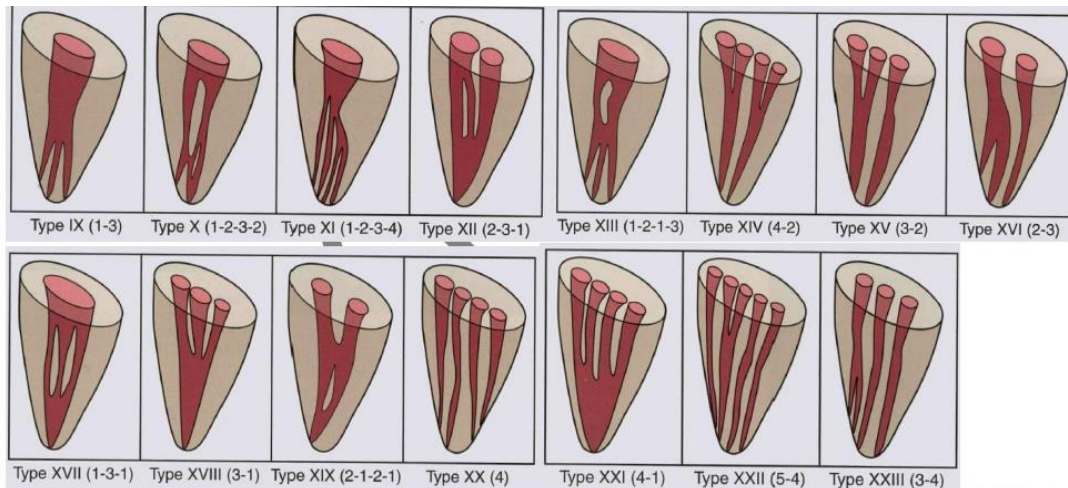 Type IX (1-3) Type X (1-2-3-2) Type XI (1-2-3-4) Type XII (2-3-1) Type XIII (1-2-1-3) Type XIV (4-2) Type XV (3-2) Type XVI (2-3)
Type XVII (1-3-1) Type XVIII (3-1) Type XIX (2-1-2-1) Type XX (4) Type XXI (4-1) Type XXII (5-4) Type XXIII (3-4)